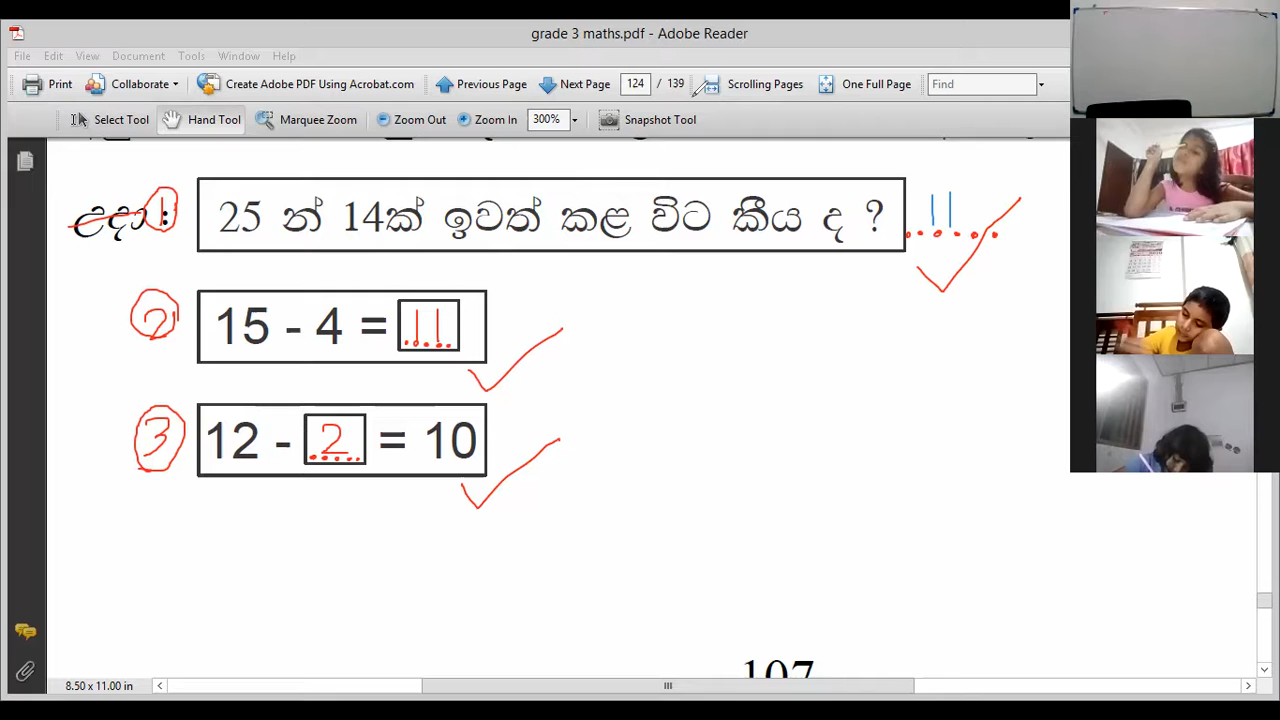 grade 3 maths.pdf - Adobe Reader
File Edit View Document Tools Window Help
Print Collaborate Create Adobe PDF Using Acrobat.com Previous Page Next Page 124 / 139 Scrolling Pages One Full Page Find
Select Tool Hand Tool Marquee Zoom Zoom Out Zoom In 300% Snapshot Tool
උදා : 1 25 න් 14ක් ඉවත් කළ විට කීය ද ? 11
2 15 - 4 = 11
3 12 - 2 = 10
107
8.50 x 11.00 in